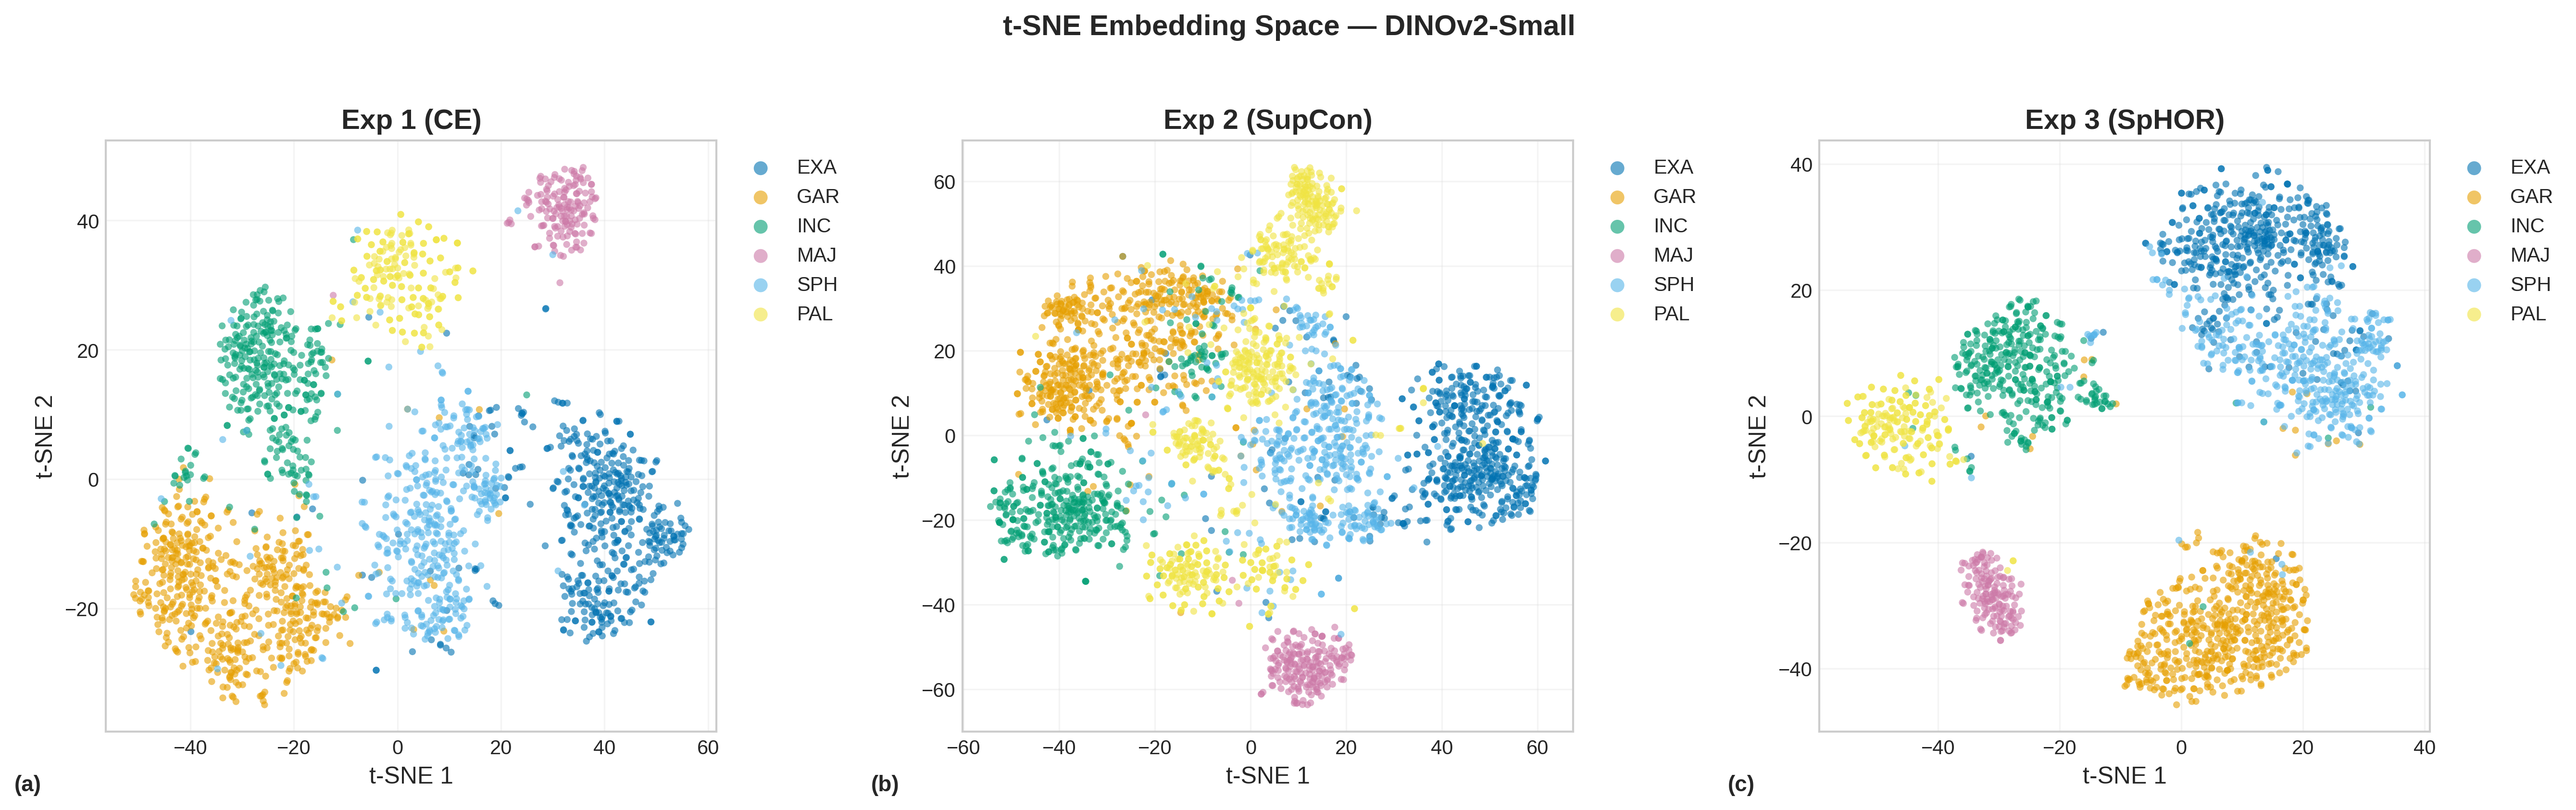 t-SNE Embedding Space — DINOv2-Small
Exp 1 (CE)
40
20
0
−20
−40
−20
0
20
40
60
t-SNE 2
t-SNE 1
(a)
EXA
GAR
INC
MAJ
SPH
PAL
Exp 2 (SupCon)
60
40
20
0
−20
−40
−60
−60
−40
−20
0
20
40
60
t-SNE 2
t-SNE 1
(b)
EXA
GAR
INC
MAJ
SPH
PAL
Exp 3 (SpHOR)
40
20
0
−20
−40
−40
−20
0
20
40
t-SNE 2
t-SNE 1
(c)
EXA
GAR
INC
MAJ
SPH
PAL